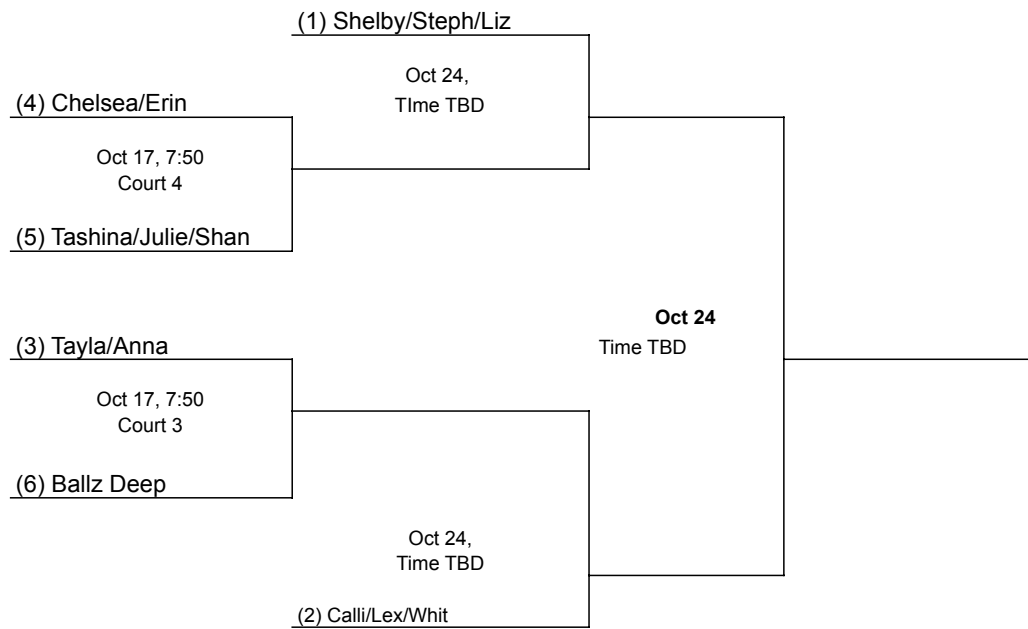 (1) Shelby/Steph/Liz
Oct 24,
TIme TBD
(4) Chelsea/Erin
Oct 17, 7:50
Court 4
(5) Tashina/Julie/Shan
Oct 24
Time TBD
(3) Tayla/Anna
Oct 17, 7:50
Court 3
(6) Ballz Deep
Oct 24,
Time TBD
(2) Calli/Lex/Whit